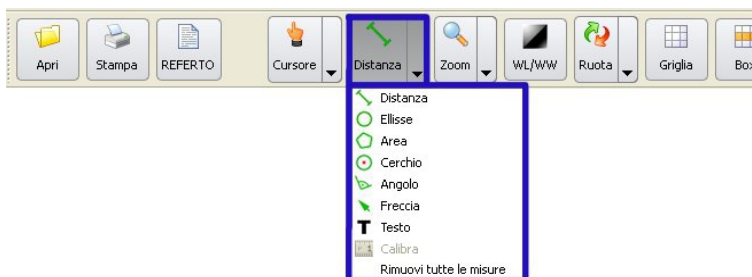 Apri Stampa REFERTO Cursore Distanza Zoom WL/WW Ruota Griglia
Distanza
Ellisse
Area
Cerchio
Angolo
Freccia
Testo
Calibra
Rimuovi tutte le misure